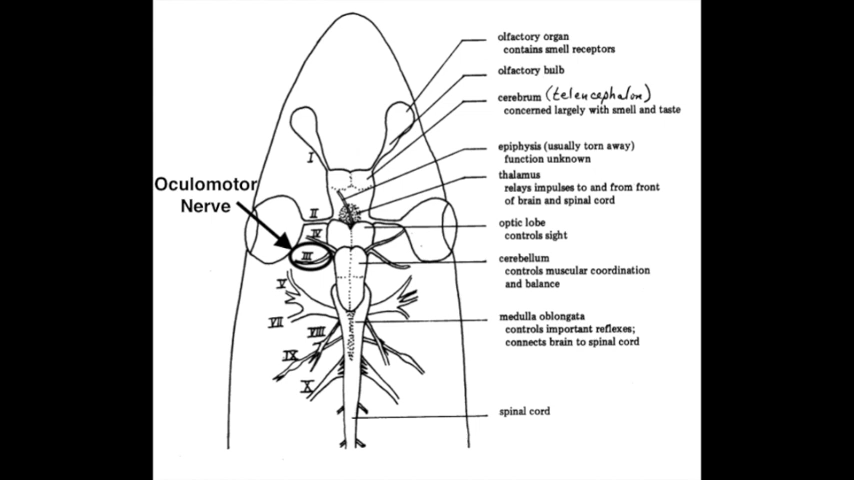 olfactory organ
contains smell receptors
olfactory bulb
cerebrum (telencephalon)
concerned largely with smell and taste
I
epiphysis (usually torn away)
function unknown
thalamus
relays impulses to and from front
of brain and spinal cord
Oculomotor
Nerve
II
optic lobe
controls sight
IV
III
cerebellum
controls muscular coordination
and balance
V
VII
medulla oblongata
controls important reflexes;
connects brain to spinal cord
VIII
IX
X
spinal cord